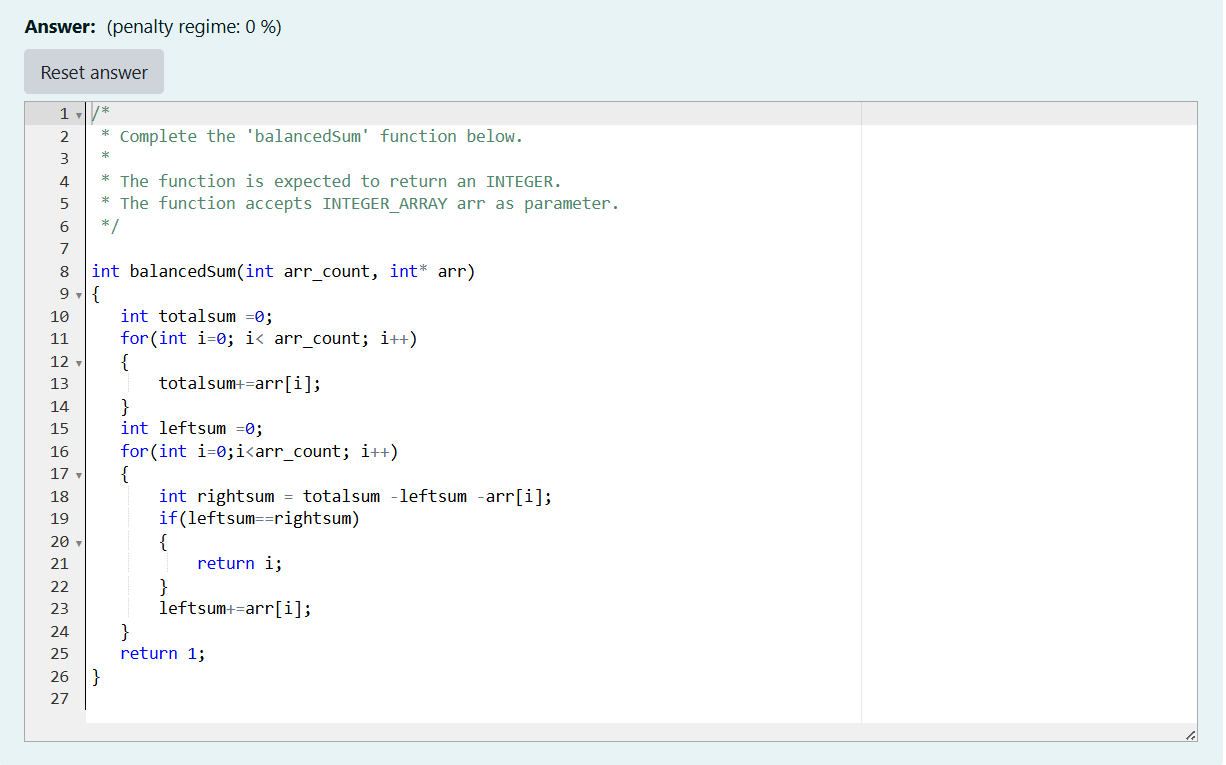 Answer: (penalty regime: 0 %)
Reset answer
1 /*
2  * Complete the 'balancedSum' function below.
3  *
4  * The function is expected to return an INTEGER.
5  * The function accepts INTEGER_ARRAY arr as parameter.
6  */
7
8 int balancedSum(int arr_count, int* arr)
9 {
10    int totalsum =0;
11    for(int i=0; i< arr_count; i++)
12    {
13        totalsum+=arr[i];
14    }
15    int leftsum =0;
16    for(int i=0;i<arr_count; i++)
17    {
18        int rightsum = totalsum -leftsum -arr[i];
19        if(leftsum==rightsum)
20        {
21            return i;
22        }
23        leftsum+=arr[i];
24    }
25    return 1;
26 }
27